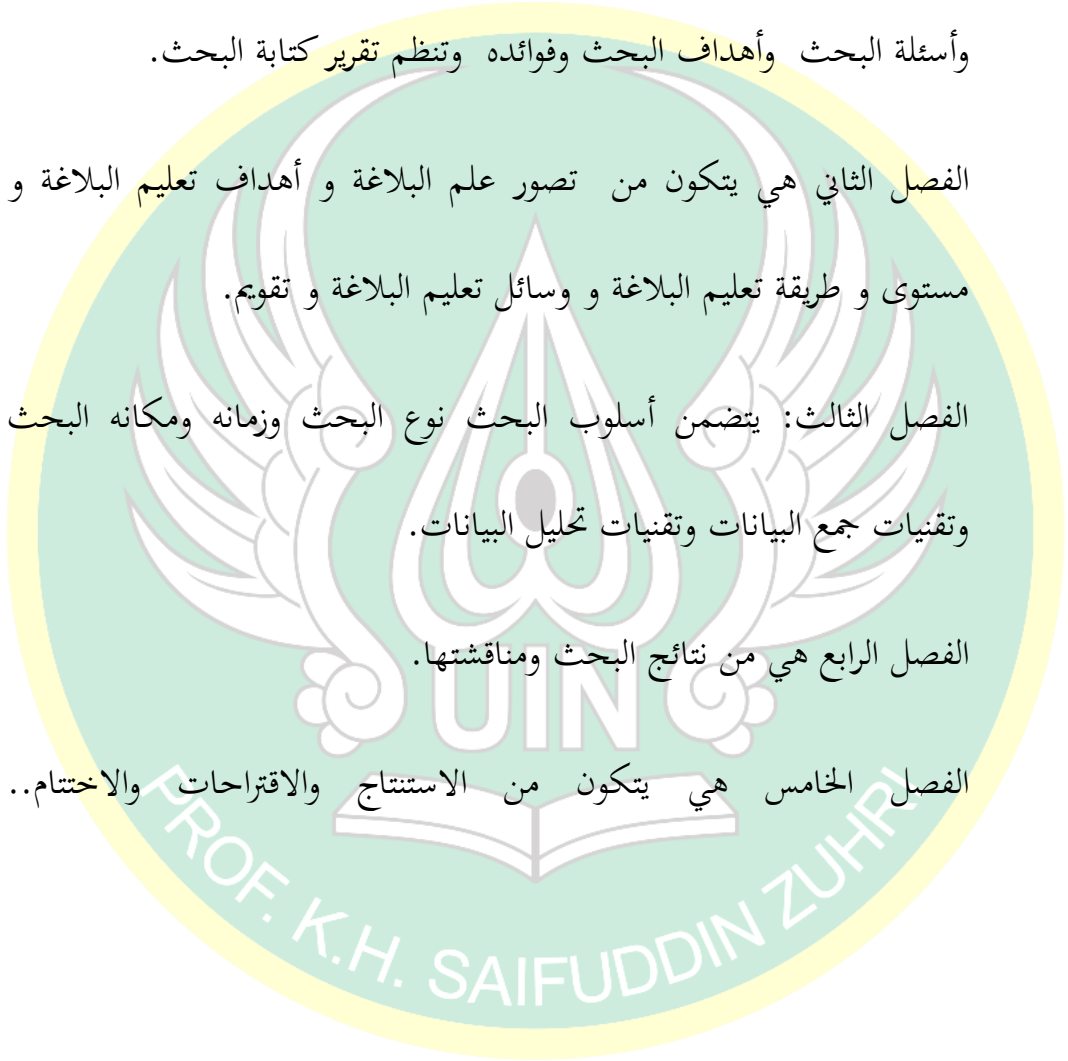 وأسئلة البحث وأهداف البحث وفوائده وتنظم تقرير كتابة البحث.
الفصل الثاني هي يتكون من تصور علم البلاغة و أهداف تعليم البلاغة و
مستوى و طريقة تعليم البلاغة و وسائل تعليم البلاغة و تقويم.
الفصل الثالث: يتضمن أسلوب البحث نوع البحث وزمانه ومكانه البحث
وتقنيات جمع البيانات وتقنيات تحليل البيانات.
الفصل الرابع هي من نتائج البحث ومناقشتها.
UIN
الفصل الخامس هي يتكون من الاستنتاج والاقتراحات والاختتام..
PROF. K.H. SAIFUDDIN ZUHRI